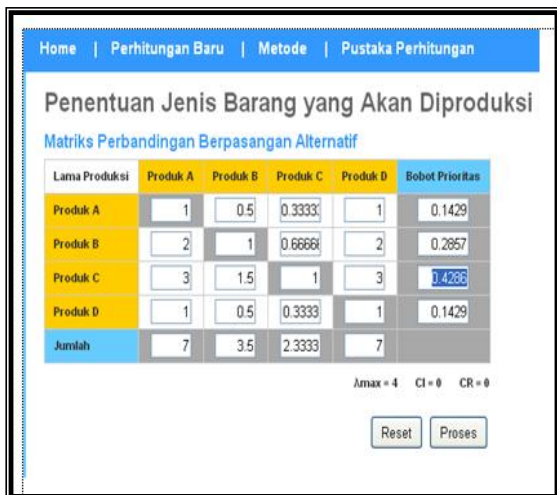 Home | Perhitungan Baru | Metode | Pustaka Perhitungan
Penentuan Jenis Barang yang Akan Diproduksi
Matriks Perbandingan Berpasangan Alternatif
Lama Produksi Produk A Produk B Produk C Produk D Bobot Prioritas
Produk A 1 0.5 0.3333 1 0.1429
Produk B 2 1 0.6666 2 0.2857
Produk C 3 1.5 1 3 0.4286
Produk D 1 0.5 0.3333 1 0.1429
Jumlah 7 3.5 2.3333 7
λmax = 4 CI = 0 CR = 0
Reset Proses